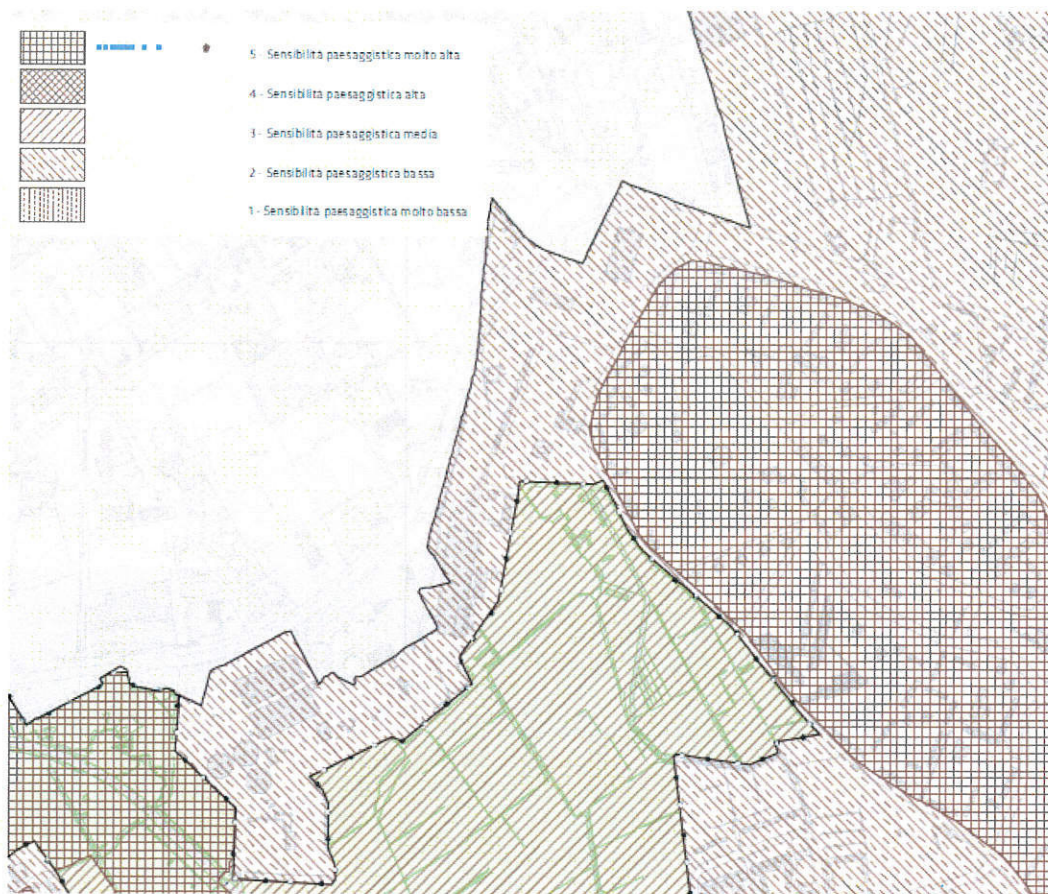 5 - Sensibilità paesaggistica molto alta
4 - Sensibilità paesaggistica alta
3 - Sensibilità paesaggistica media
2 - Sensibilità paesaggistica bassa
1 - Sensibilità paesaggistica molto bassa